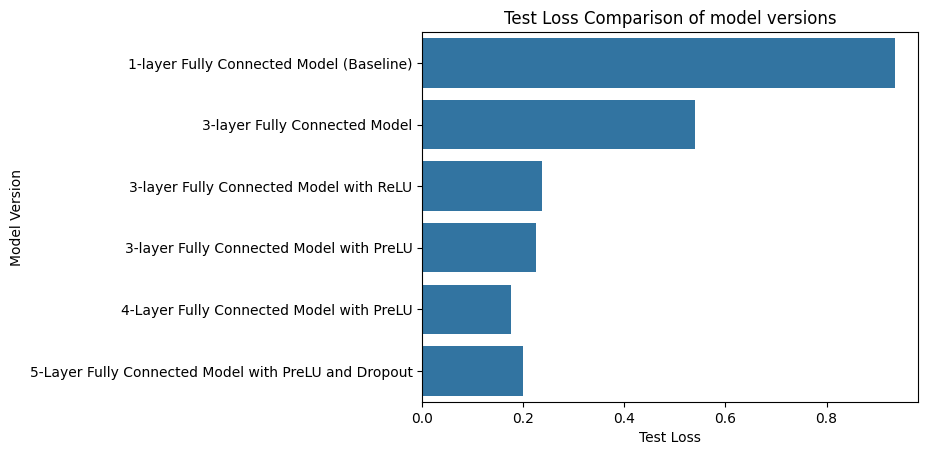 Test Loss Comparison of model versions
Model Version
1-layer Fully Connected Model (Baseline)
3-layer Fully Connected Model
3-layer Fully Connected Model with ReLU
3-layer Fully Connected Model with PreLU
4-Layer Fully Connected Model with PreLU
5-Layer Fully Connected Model with PreLU and Dropout
0.0 0.2 0.4 0.6 0.8
Test Loss